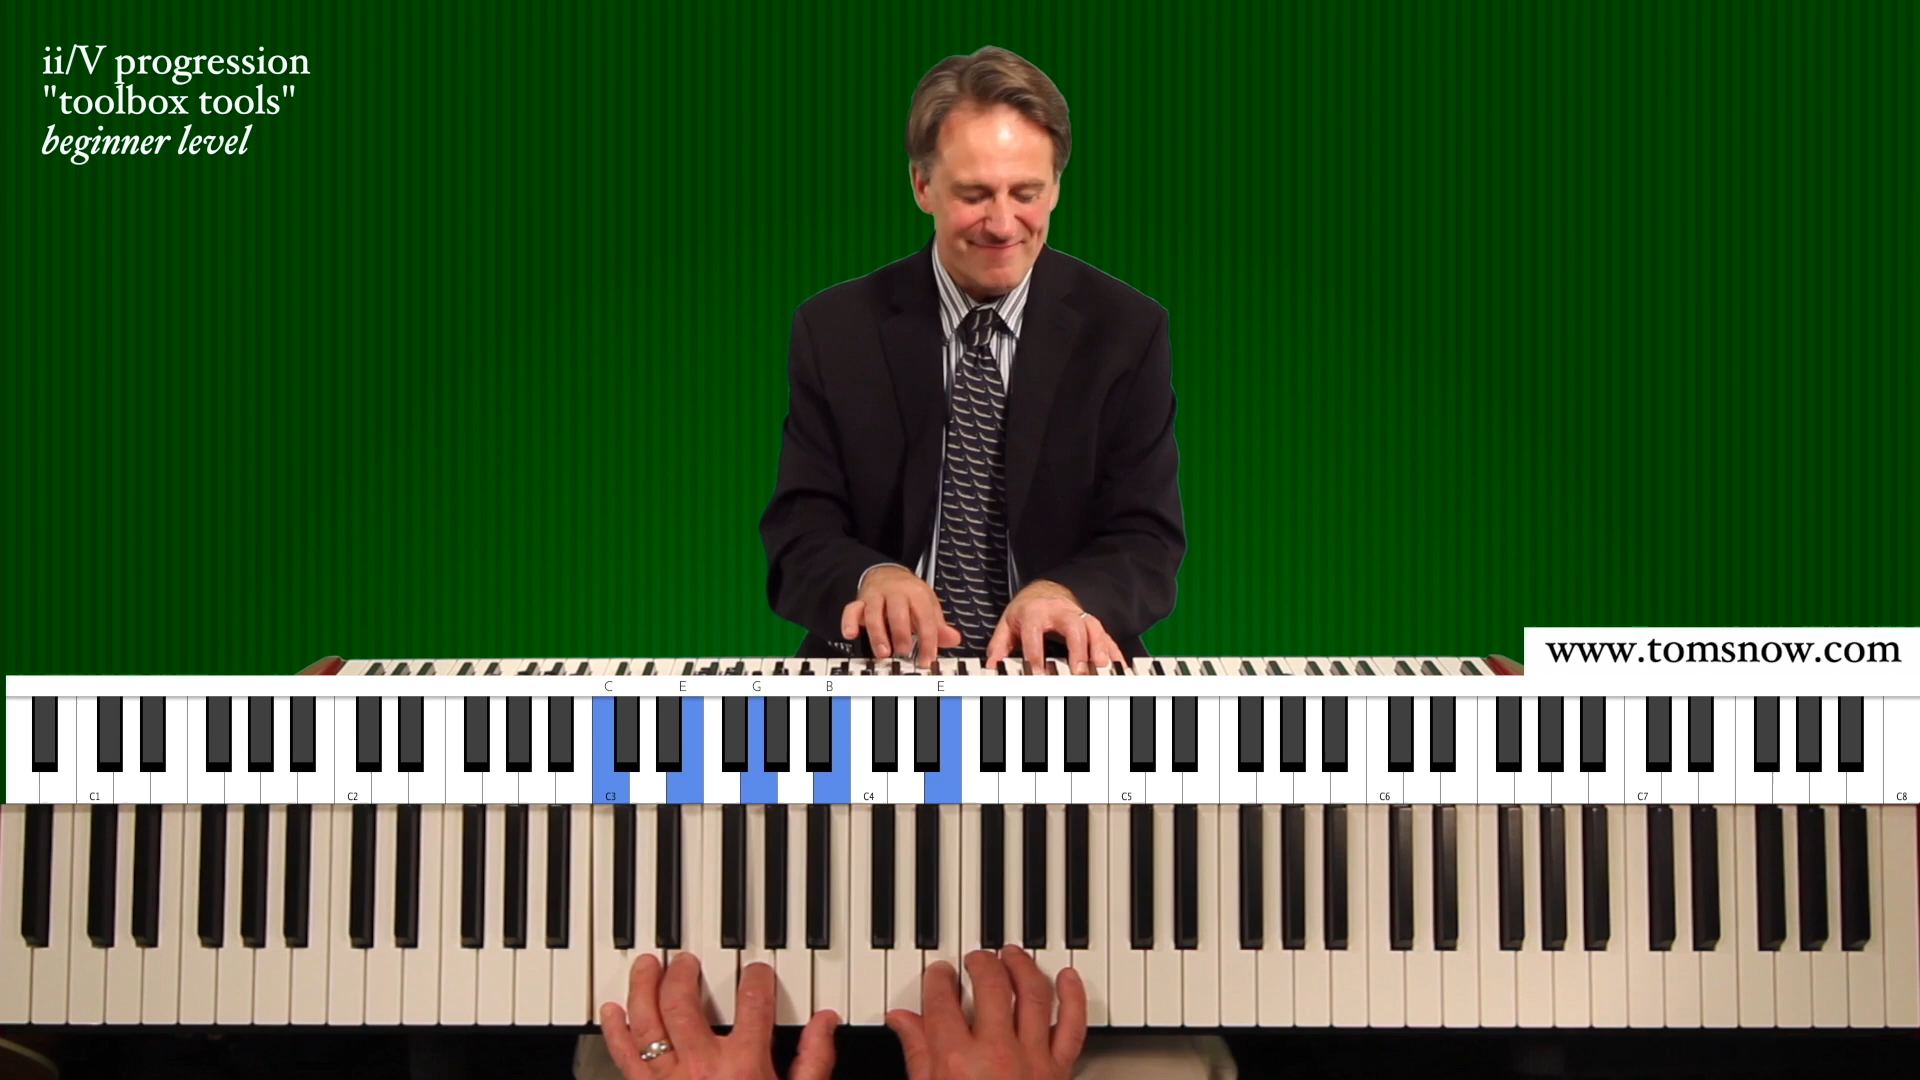 ii/V progression
"toolbox tools"
beginner level
www.tomsnow.com
C E G B E
C1 C2 C3 C4 C5 C6 C7 C8